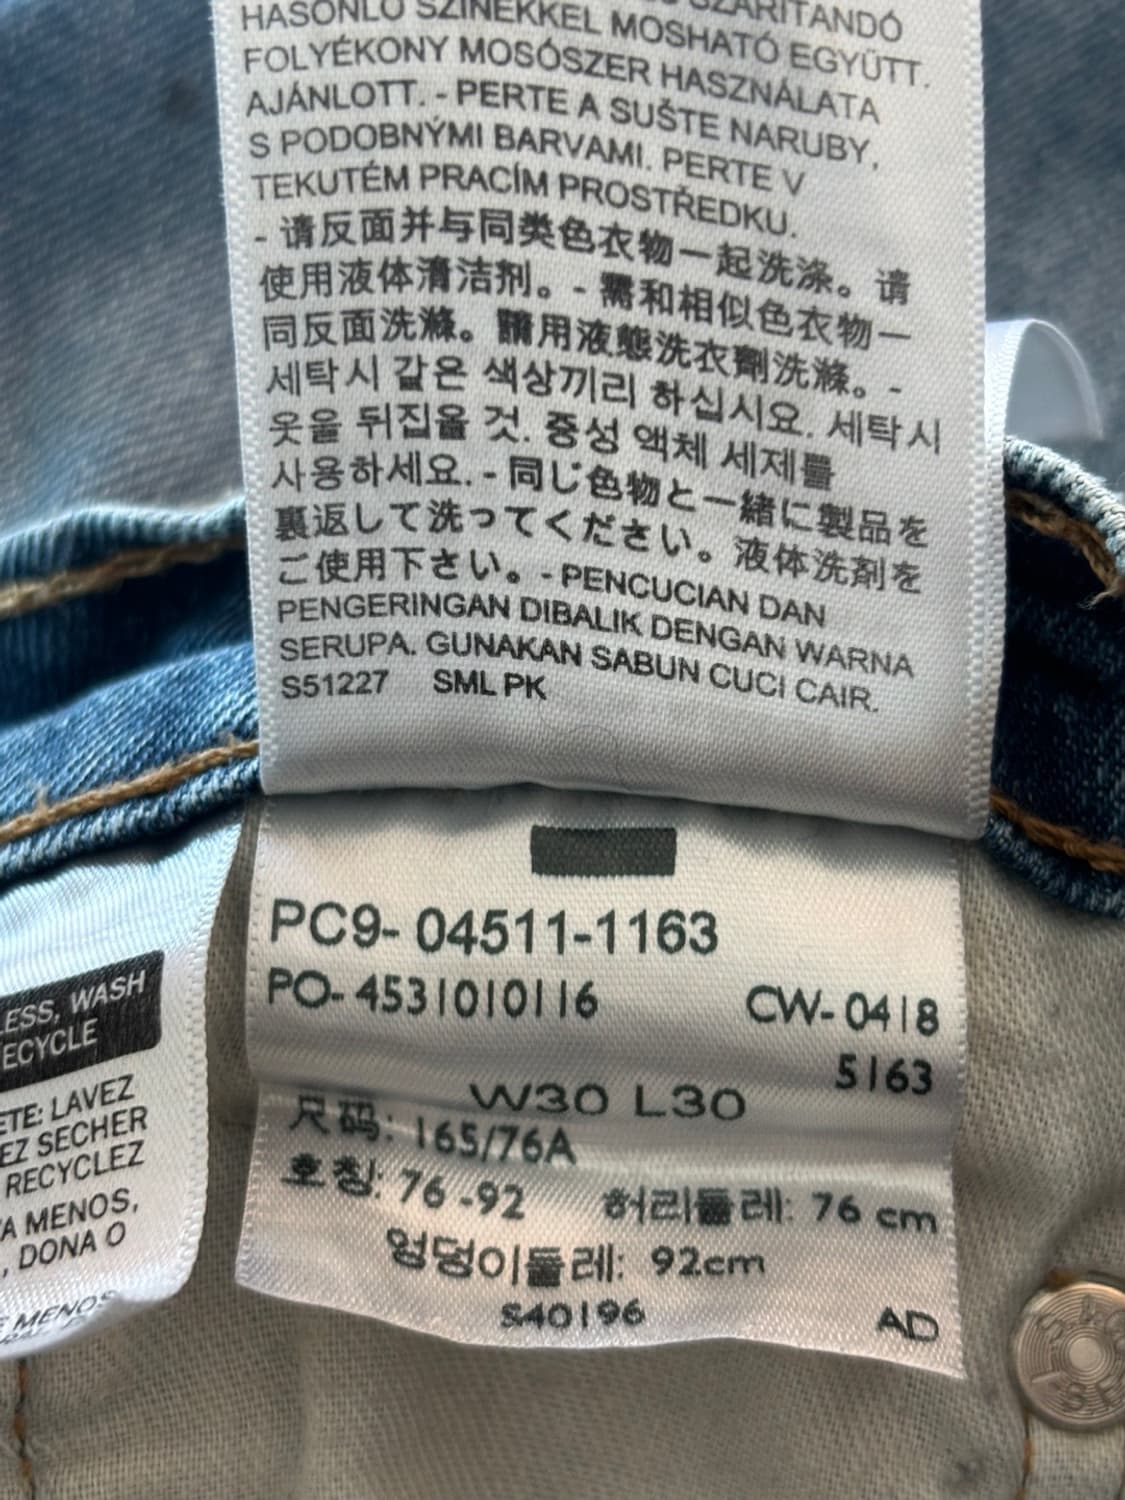 SZÁRÍTANDÓ
HASONLÓ SZÍNEKKEL MOSHATÓ EGYÜTT.
FOLYÉKONY MOSÓSZER HASZNÁLATA
AJÁNLOTT. - PERTE A SUŠTE NARUBY,
S PODOBNÝMI BARVAMI. PERTE V
TEKUTÉM PRACÍM PROSTŘEDKU.
- 请反面并与同类色衣物一起洗涤。请
使用液体清洁剂。- 需和相似色衣物一
同反面洗滌。請用液態洗衣劑洗滌。-
세탁시 같은 색상끼리 하십시요. 세탁시
옷을 뒤집을 것. 중성 액체 세제를
사용하세요. - 同じ色物と一緒に製品を
裏返して洗ってください。液体洗剤を
ご使用下さい。- PENCUCIAN DAN
PENGERINGAN DIBALIK DENGAN WARNA
SERUPA. GUNAKAN SABUN CUCI CAIR.
S51227 SML PK
PC9- 04511-1163
PO- 4531010116 CW- 0418
5163
W30 L30
尺码: 165/76A
호칭: 76 -92 허리둘레: 76 cm
엉덩이둘레: 92cm
S40196 AD
ESS, WASH
ECYCLE
ETE: LAVEZ
EZ SECHER
RECYCLEZ
A MENOS,
, DONA O
MENOS